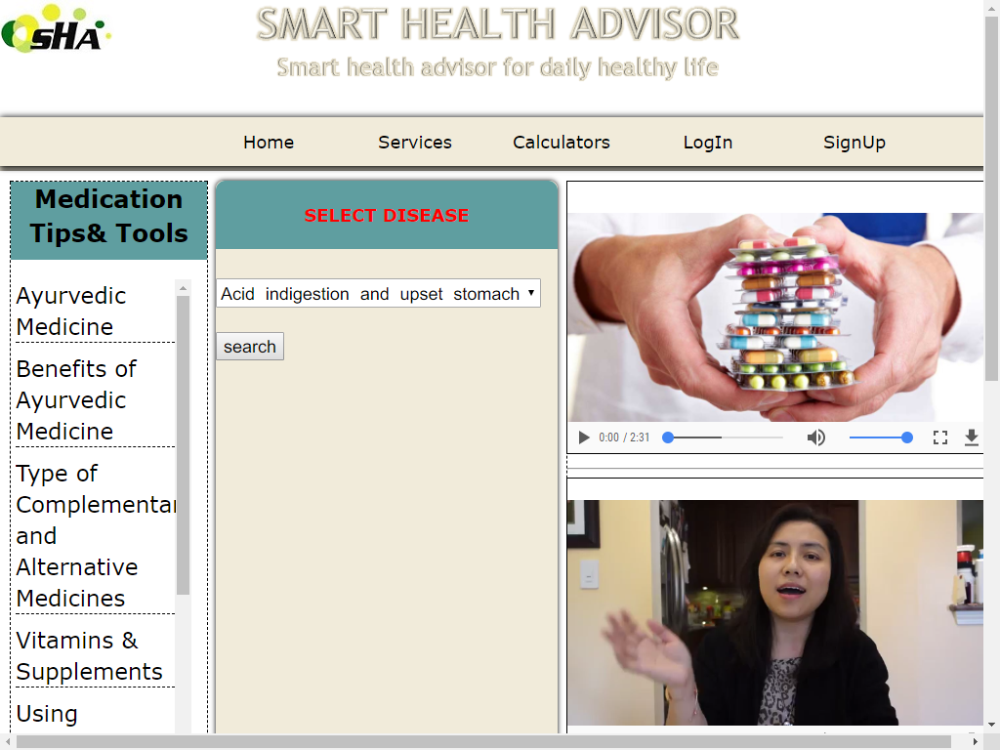 sHA
SMART HEALTH ADVISOR
Smart health advisor for daily healthy life
Home Services Calculators LogIn SignUp
Medication
Tips& Tools
Ayurvedic
Medicine
Benefits of
Ayurvedic
Medicine
Type of
Complementar
and
Alternative
Medicines
Vitamins &
Supplements
Using
SELECT DISEASE
Acid indigestion and upset stomach
search
0:00 / 2:31